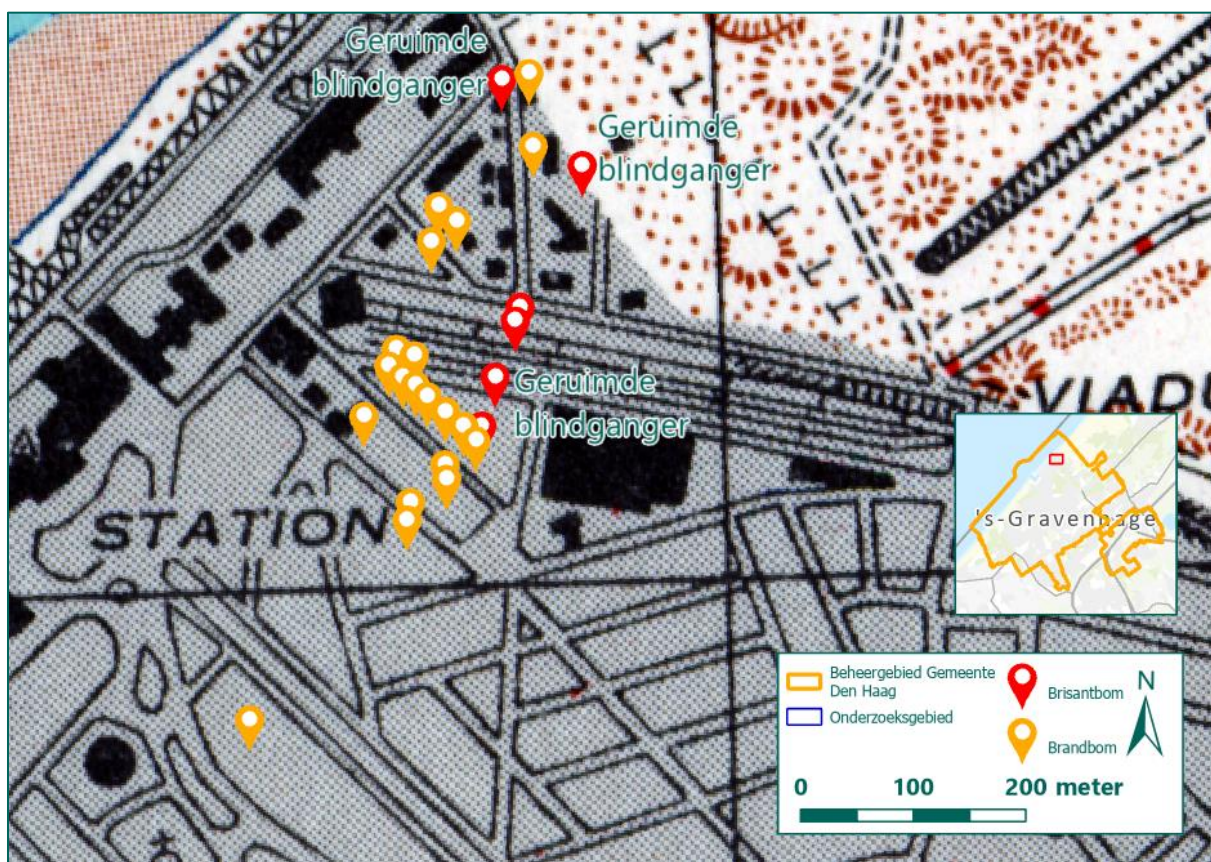 Geruimde
blindganger
Geruimde
blindganger
Geruimde
blindganger
VIADU
STATION
's-Gravenhage
Beheergebied Gemeente
Den Haag
Onderzoeksgebied
Brisantbom
Brandbom
N
0 100 200 meter